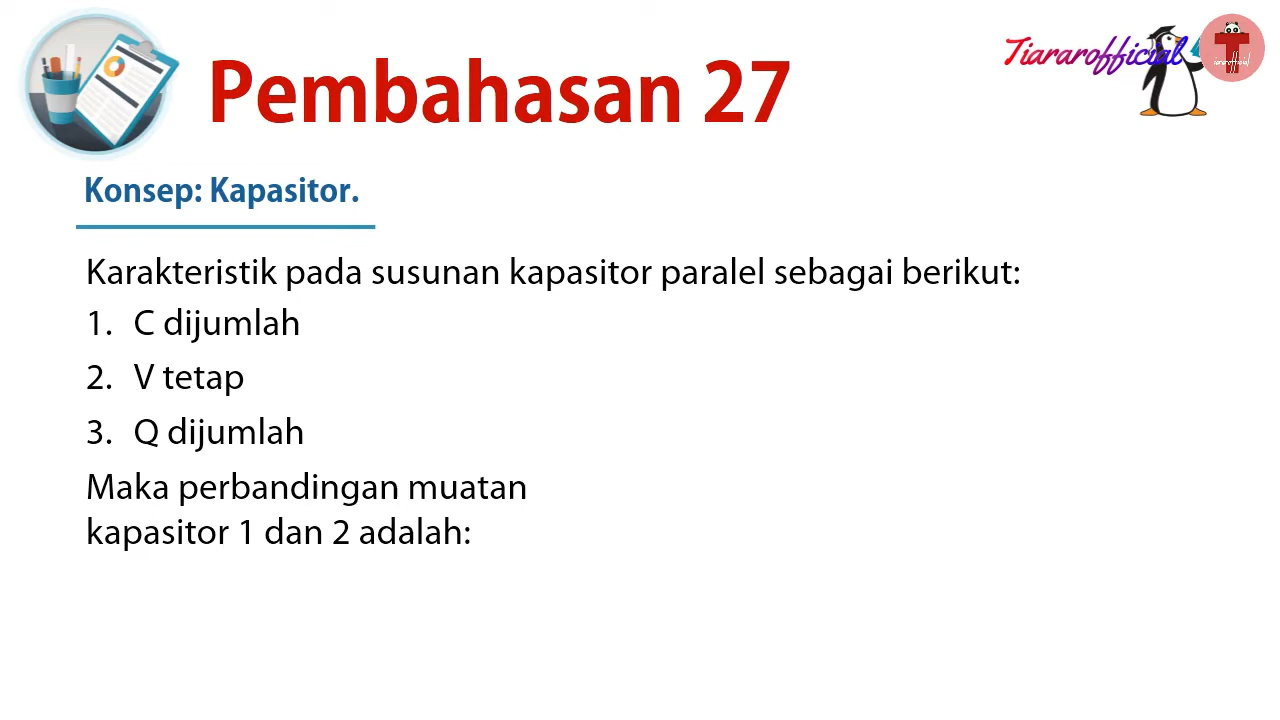 Pembahasan 27
Tiararofficial
T
tiararofficial
Konsep: Kapasitor.
Karakteristik pada susunan kapasitor paralel sebagai berikut:
1. C dijumlah
2. V tetap
3. Q dijumlah
Maka perbandingan muatan
kapasitor 1 dan 2 adalah: